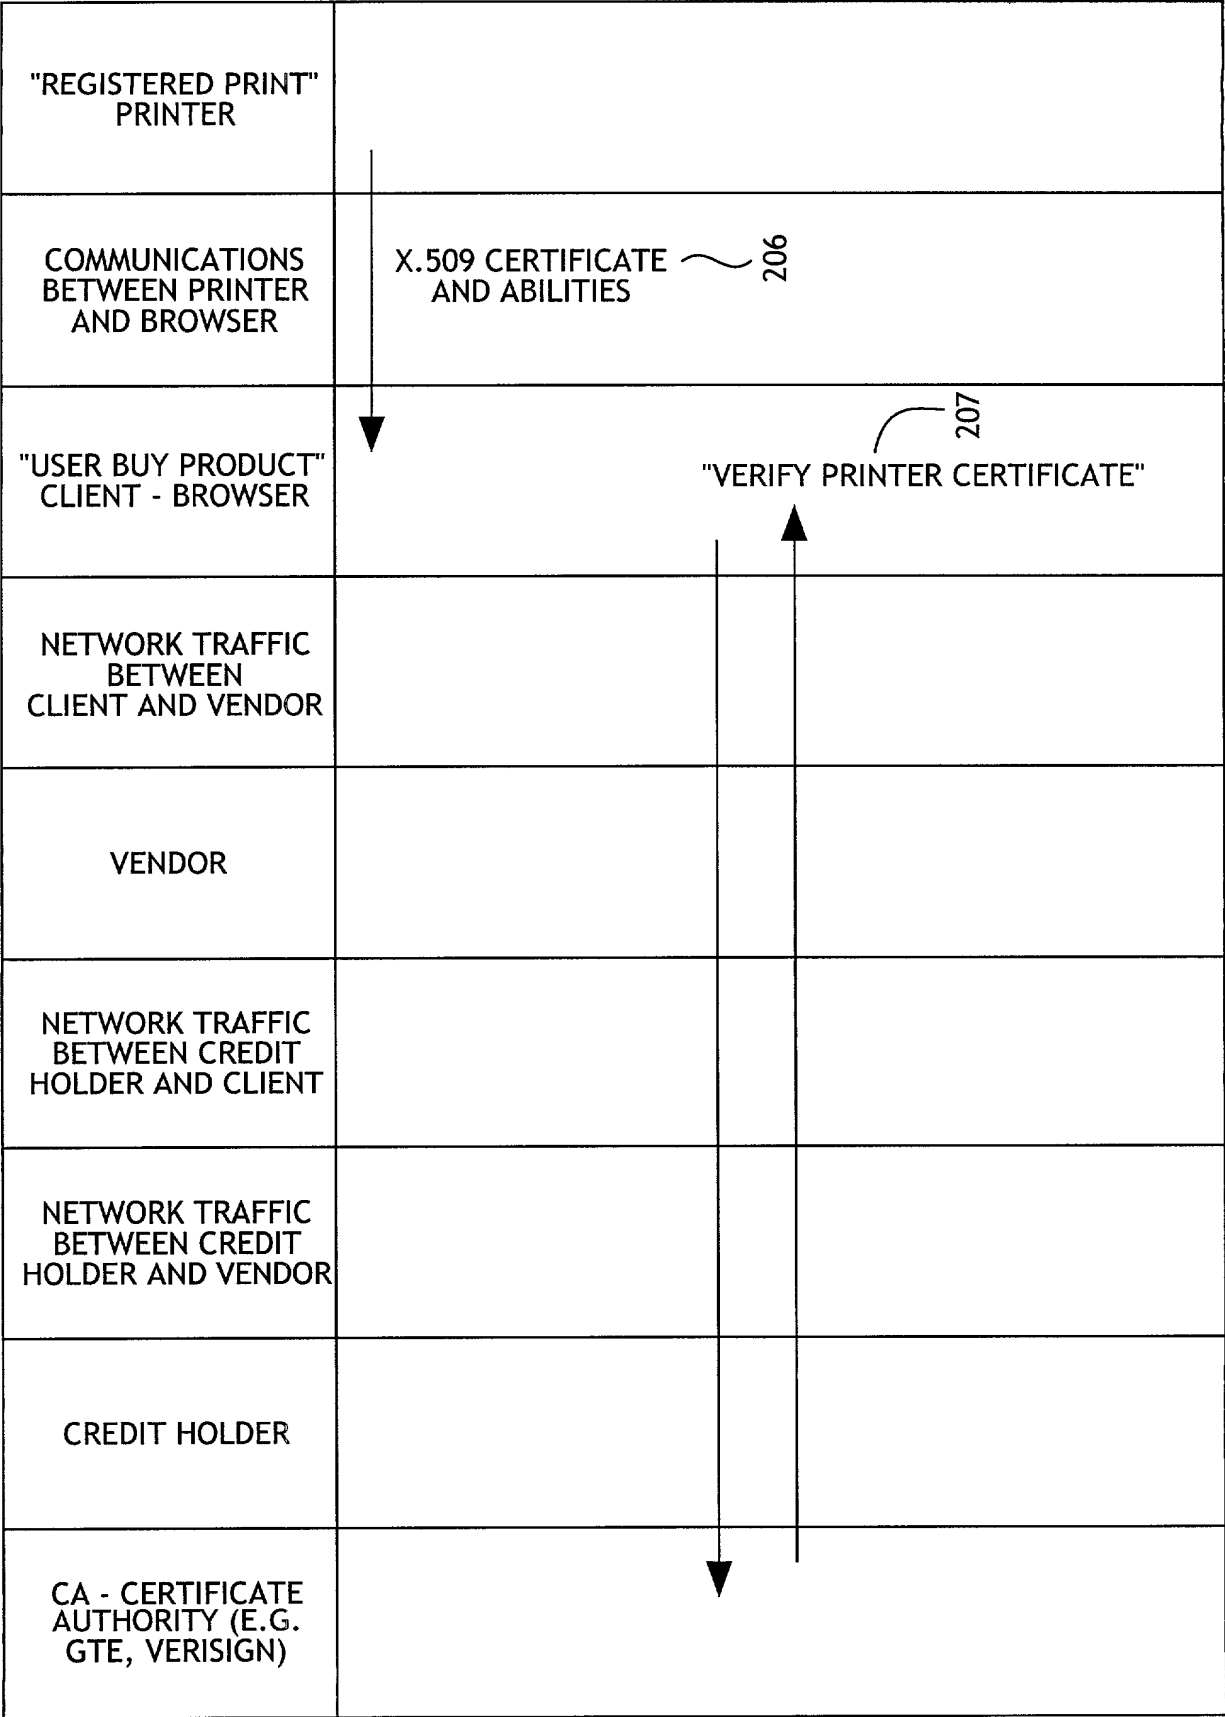 "REGISTERED PRINT"
PRINTER
COMMUNICATIONS
BETWEEN PRINTER
AND BROWSER
X.509 CERTIFICATE
AND ABILITIES
206
"USER BUY PRODUCT"
CLIENT - BROWSER
207
"VERIFY PRINTER CERTIFICATE"
NETWORK TRAFFIC
BETWEEN
CLIENT AND VENDOR
VENDOR
NETWORK TRAFFIC
BETWEEN CREDIT
HOLDER AND CLIENT
NETWORK TRAFFIC
BETWEEN CREDIT
HOLDER AND VENDOR
CREDIT HOLDER
CA - CERTIFICATE
AUTHORITY (E.G.
GTE, VERISIGN)